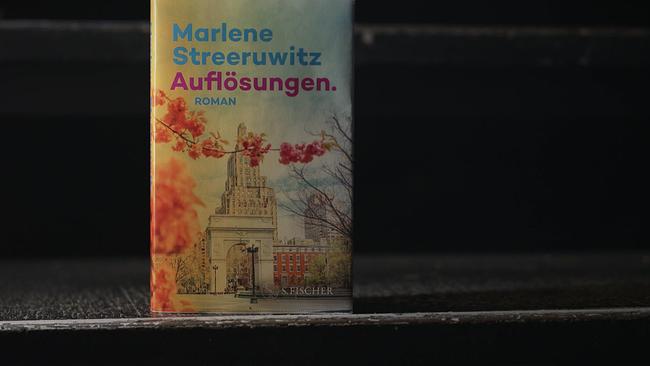 Marlene
Streeruwitz
Auflösungen.
ROMAN
S. FISCHER